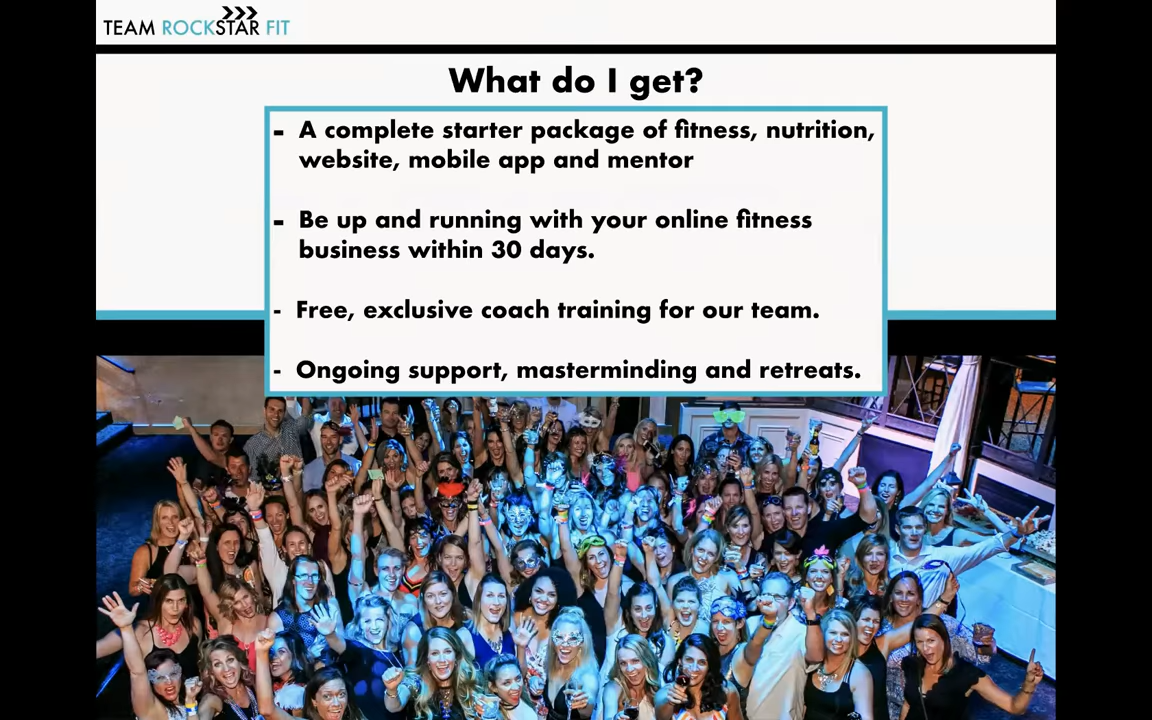 TEAM ROCKSTAR FIT
What do I get?
- A complete starter package of fitness, nutrition,
website, mobile app and mentor
- Be up and running with your online fitness
business within 30 days.
- Free, exclusive coach training for our team.
- Ongoing support, masterminding and retreats.